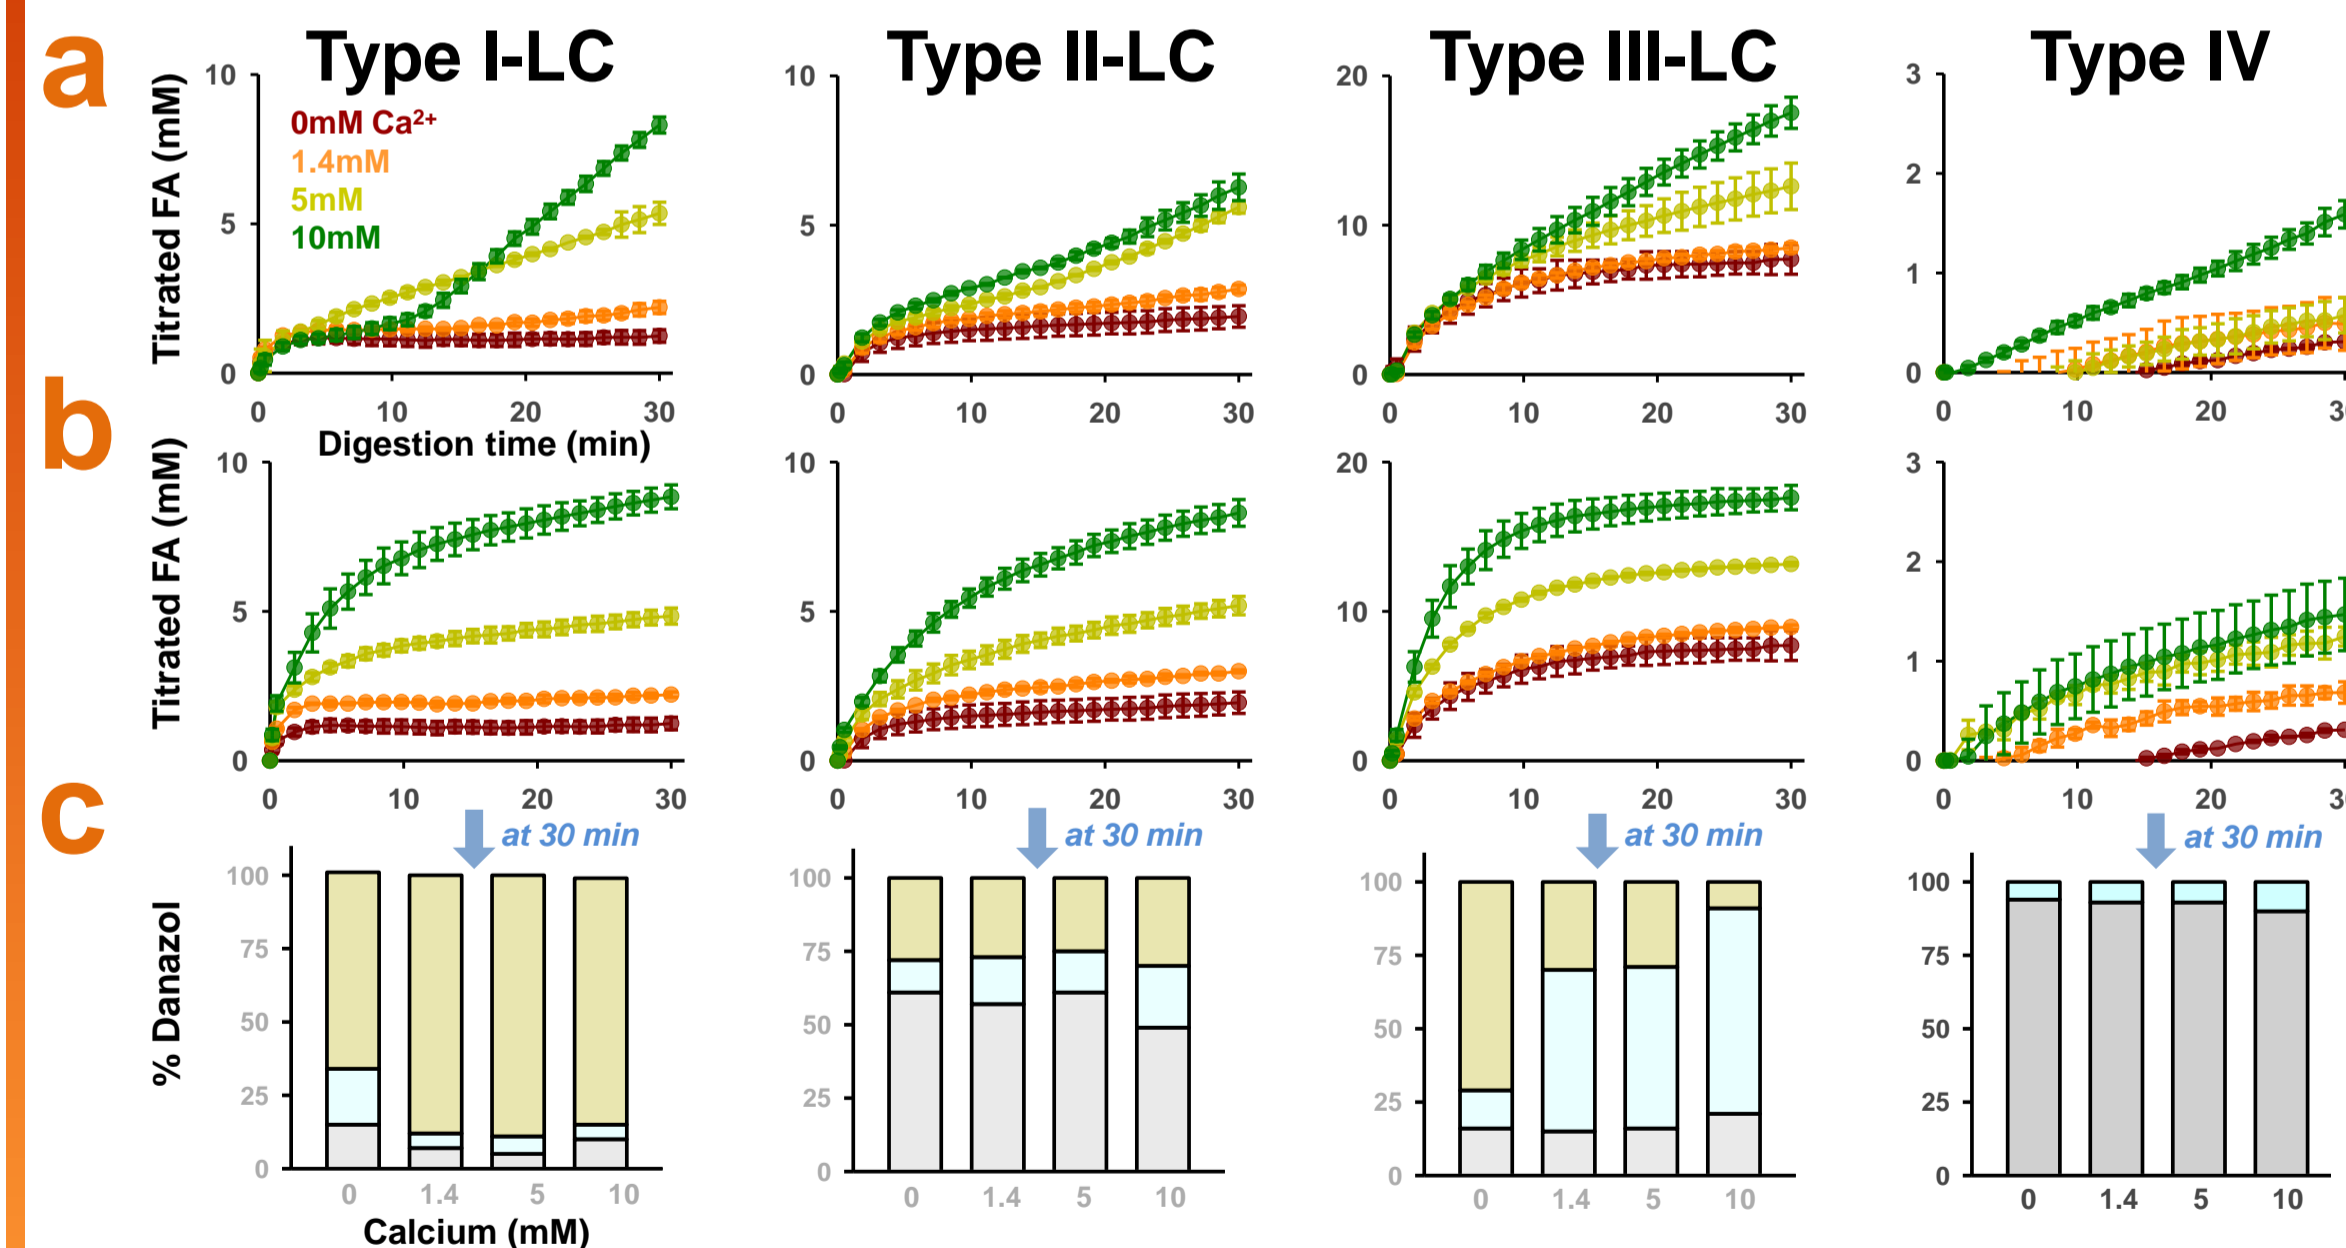 a
Type I-LC
Type II-LC
Type III-LC
Type IV
Titrated FA (mM)
10
5
0
0mM Ca²⁺
1.4mM
5mM
10mM
0 10 20 30
Digestion time (min)
10
5
0
0 10 20 30
20
10
0
0 10 20 30
3
2
1
0
0 10 20
b
Titrated FA (mM)
10
5
0
0 10 20 30
10
5
0
0 10 20 30
20
10
0
0 10 20 30
3
2
1
0
0 10 20
c
at 30 min
at 30 min
at 30 min
at 30 min
% Danazol
100
75
50
25
0
0 1.4 5 10
Calcium (mM)
100
75
50
25
0
0 1.4 5 10
100
75
50
25
0
0 1.4 5 10
100
75
50
25
0
0 1.4 5 10